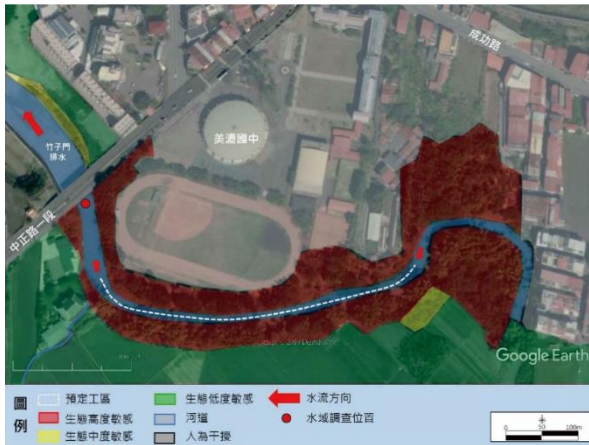 成功路
美濃國中
竹子門
排水
中正路一段
Google Earth
圖
例
預定工區
生態低度敏感
水流方向
生態高度敏感
河道
水域調查位置
生態中度敏感
人為干擾
0 50 100m